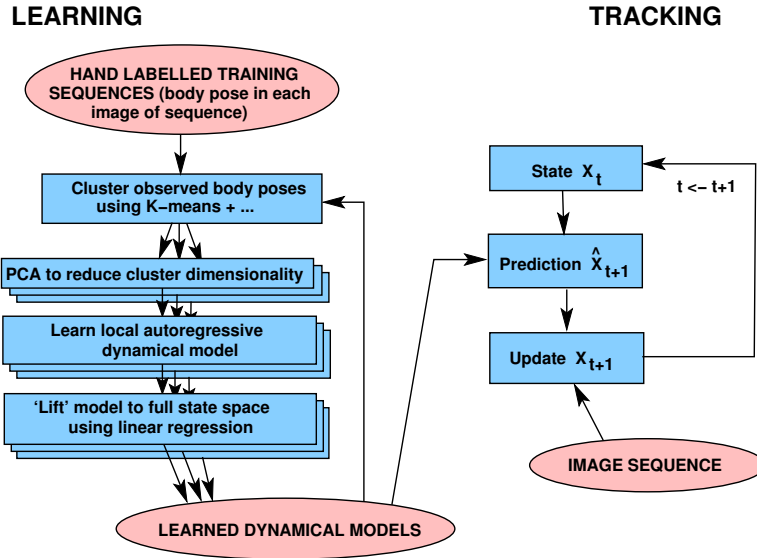 LEARNING
HAND LABELLED TRAINING
SEQUENCES (body pose in each
image of sequence)
Cluster observed body poses
using K−means + ...
PCA to reduce cluster dimensionality
Learn local autoregressive
dynamical model
'Lift' model to full state space
using linear regression
LEARNED DYNAMICAL MODELS
TRACKING
State X_t
t <− t+1
Prediction X̂_{t+1}
Update X_{t+1}
IMAGE SEQUENCE